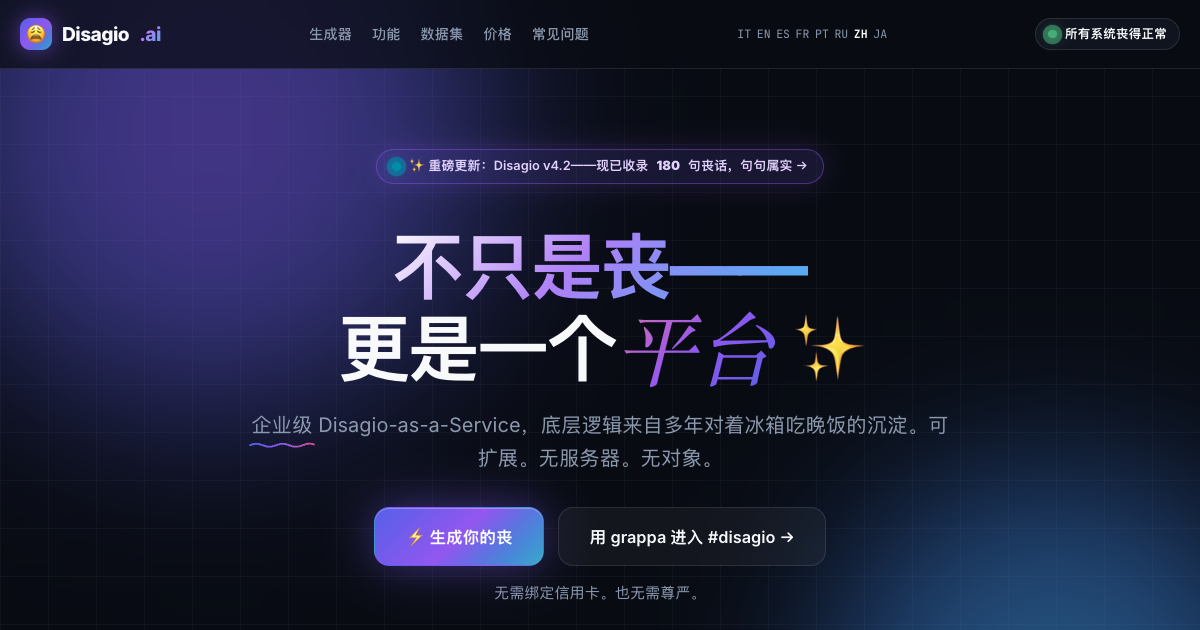 Disagio .ai
生成器 功能 数据集 价格 常见问题
IT EN ES FR PT RU ZH JA
所有系统丧得正常
✨ 重磅更新：Disagio v4.2——现已收录 180 句丧话，句句属实 →
不只是丧——
更是一个平台 ✨
企业级 Disagio-as-a-Service，底层逻辑来自多年对着冰箱吃晚饭的沉淀。可
扩展。无服务器。无对象。
⚡ 生成你的丧
用 grappa 进入 #disagio →
无需绑定信用卡。也无需尊严。